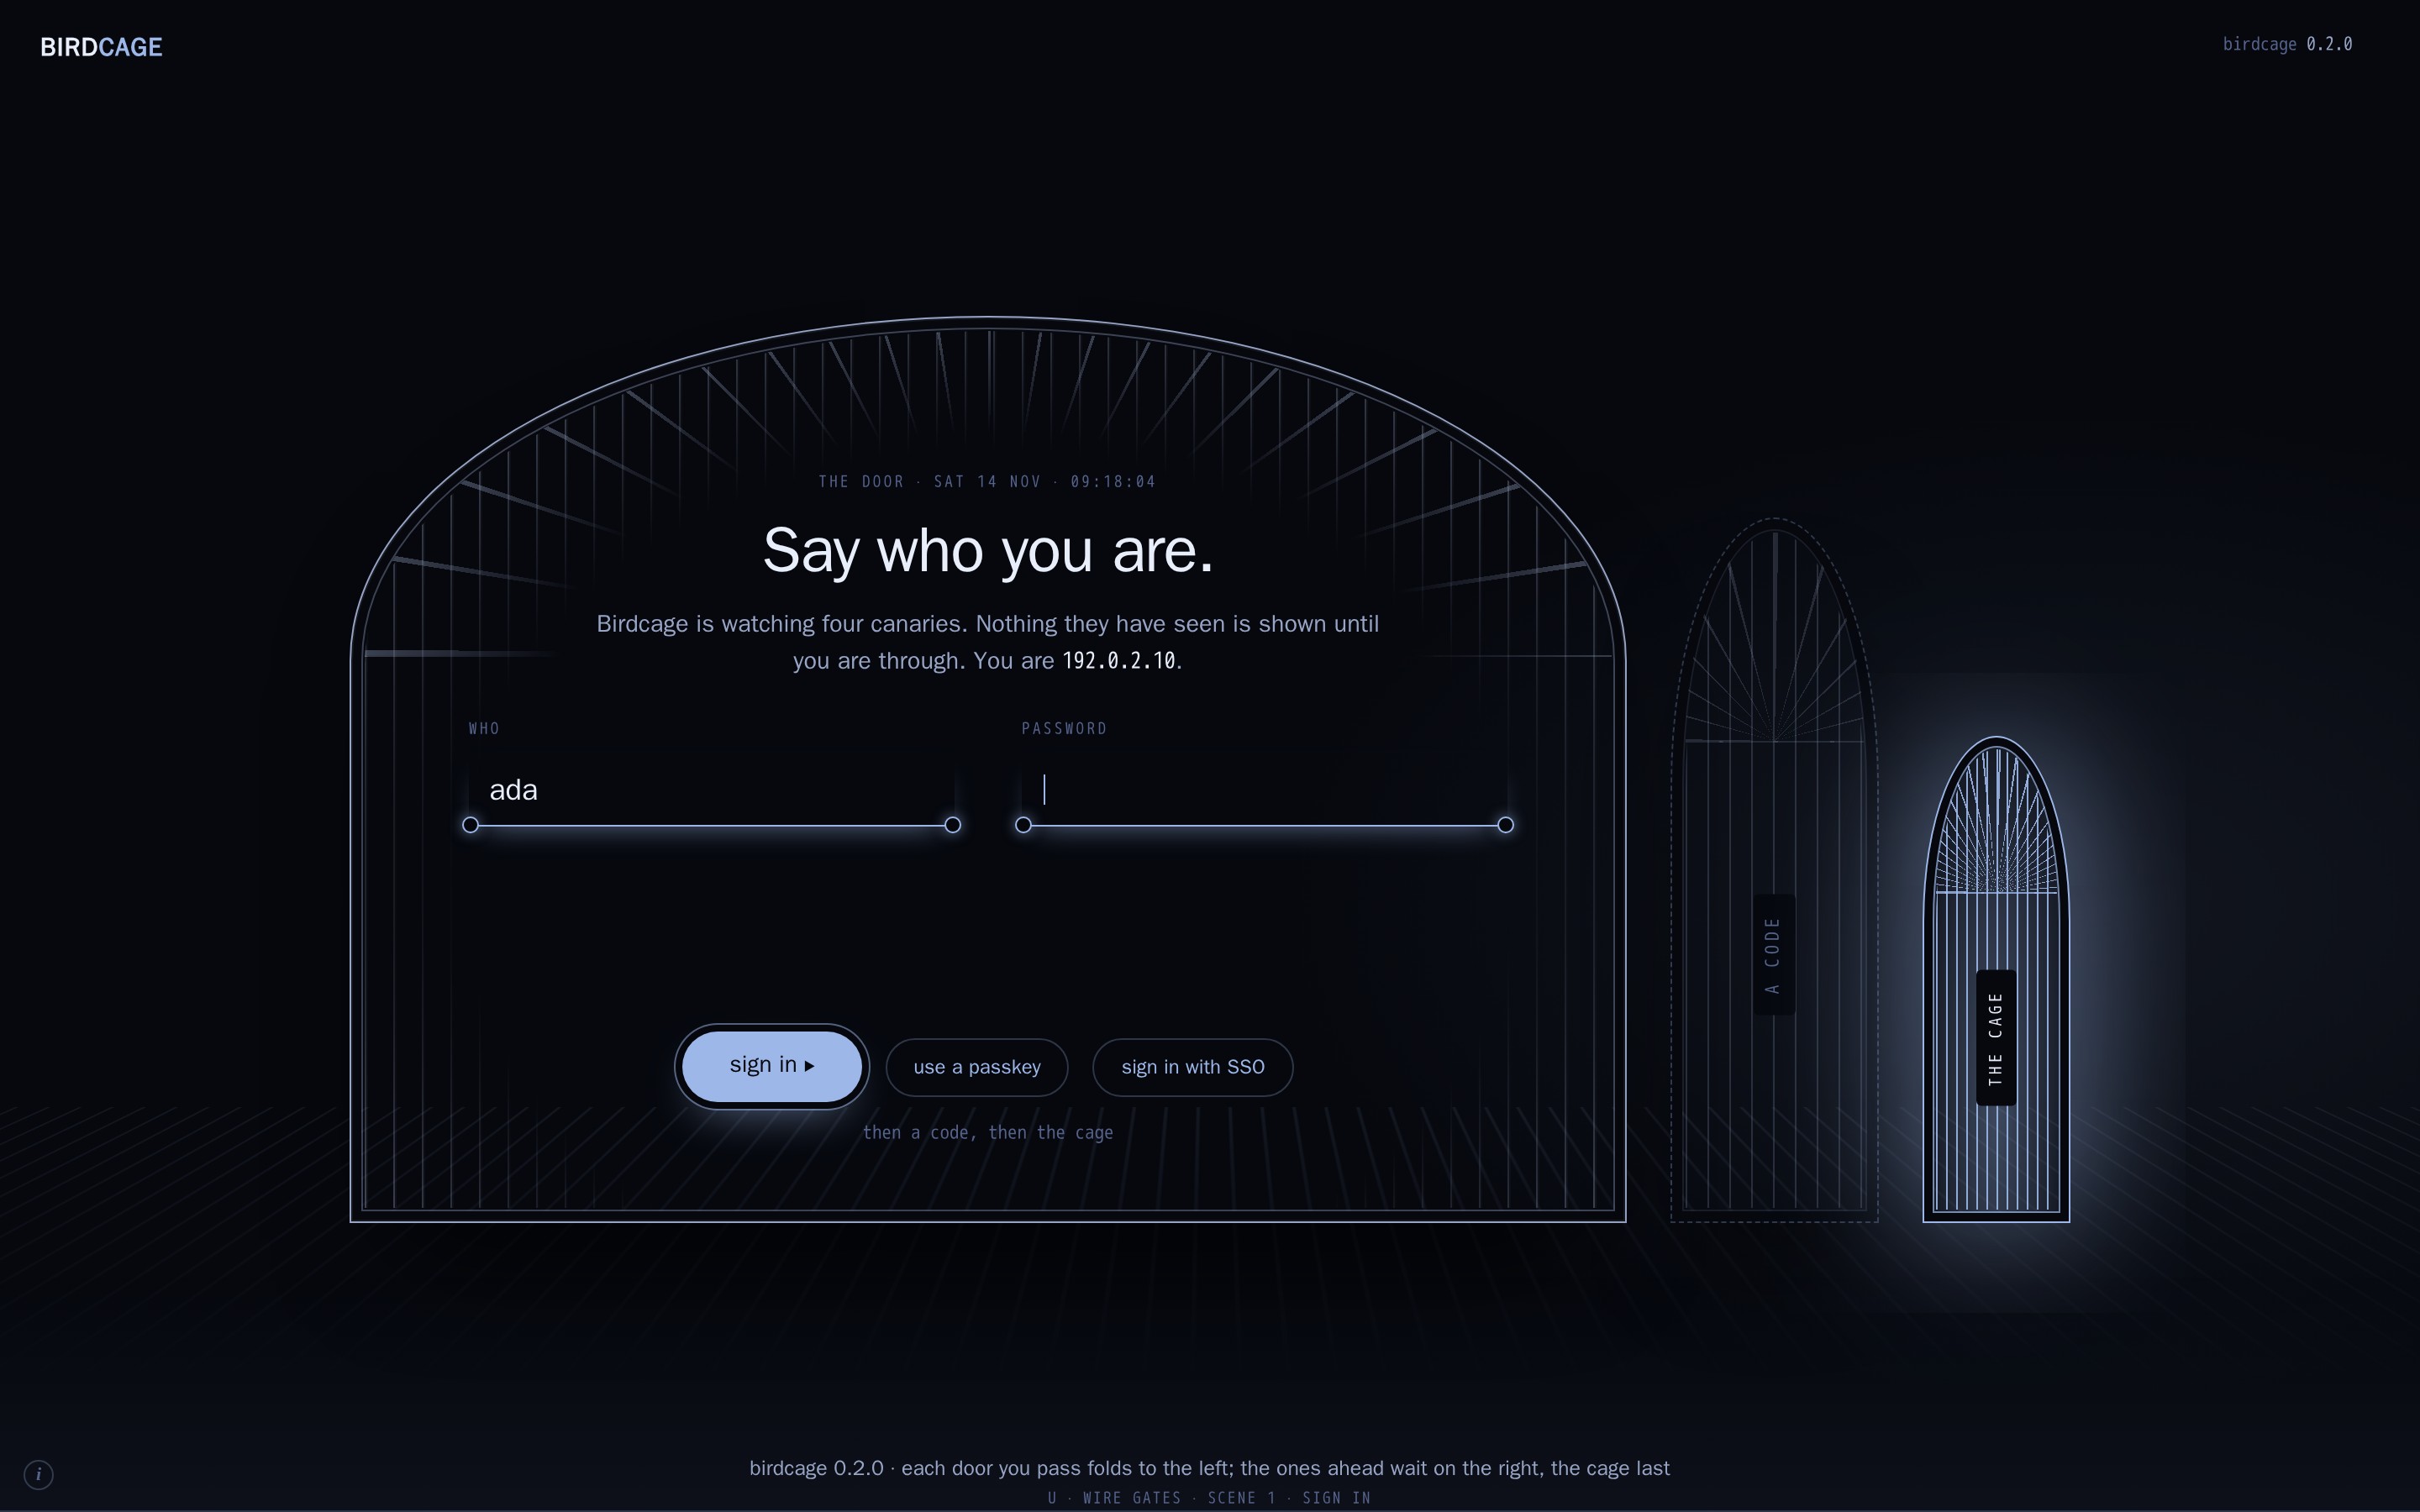 BIRDCAGE
birdcage 0.2.0
THE DOOR · SAT 14 NOV · 09:18:04
Say who you are.
Birdcage is watching four canaries. Nothing they have seen is shown until
you are through. You are 192.0.2.10.
WHO
PASSWORD
ada
A CODE
THE CAGE
sign in ▸
use a passkey
sign in with SSO
then a code, then the cage
i
birdcage 0.2.0 · each door you pass folds to the left; the ones ahead wait on the right, the cage last
U · WIRE GATES · SCENE 1 · SIGN IN